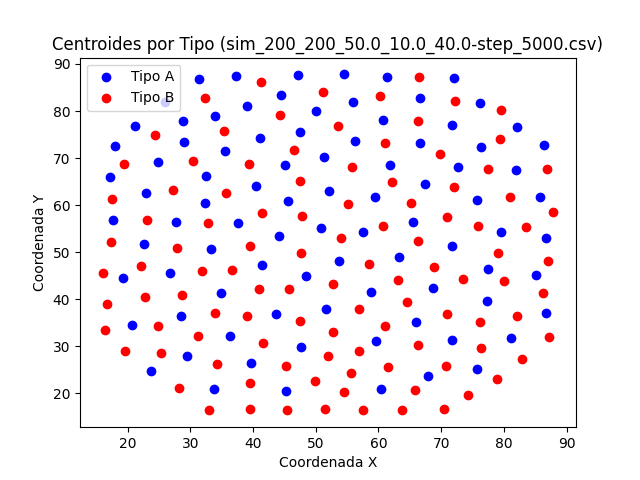 Centroides por Tipo (sim_200_200_50.0_10.0_40.0-step_5000.csv)
Tipo A
Tipo B
Coordenada Y
90
80
70
60
50
40
30
20
20 30 40 50 60 70 80 90
Coordenada X